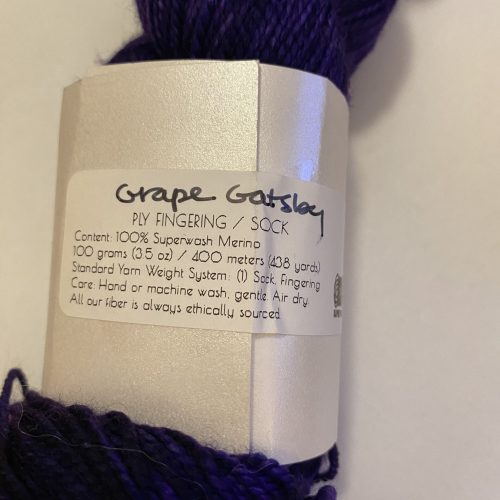 Grape Gatsby
PLY FINGERING / SOCK
Content: 100% Superwash Merino
100 grams (3.5 oz) / 400 meters (438 yards)
Standard Yarn Weight System: (1) Sock, Fingering
Care: Hand or machine wash, gentle. Air dry.
All our fiber is always ethically sourced.